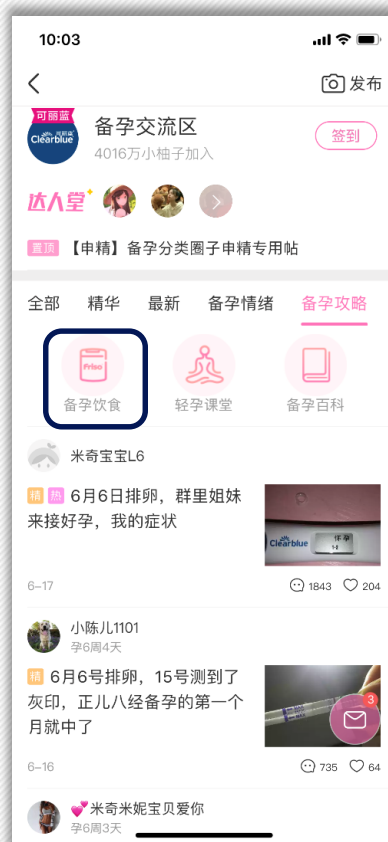 10:03
发布
可丽蓝
Clearblue
备孕交流区
4016万小柚子加入
签到
达人堂
置顶 【申精】备孕分类圈子申精专用帖
全部 精华 最新 备孕情绪 备孕攻略
Friso
备孕饮食 轻孕课堂 备孕百科
米奇宝宝L6
精 热 6月6日排卵，群里姐妹
来接好孕，我的症状
Clearblue
怀孕
1-2
6-17
1843 204
小陈儿1101
孕6周4天
精 6月6号排卵，15号测到了
灰印，正儿八经备孕的第一个
月就中了
3
6-16
735 64
💕米奇米妮宝贝爱你
孕6周3天